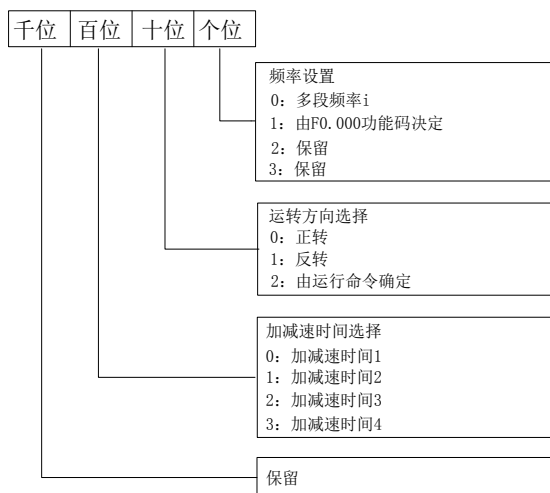 千位 百位 十位 个位
频率设置
0: 多段频率i
1: 由F0.000功能码决定
2: 保留
3: 保留
运转方向选择
0: 正转
1: 反转
2: 由运行命令确定
加减速时间选择
0: 加减速时间1
1: 加减速时间2
2: 加减速时间3
3: 加减速时间4
保留